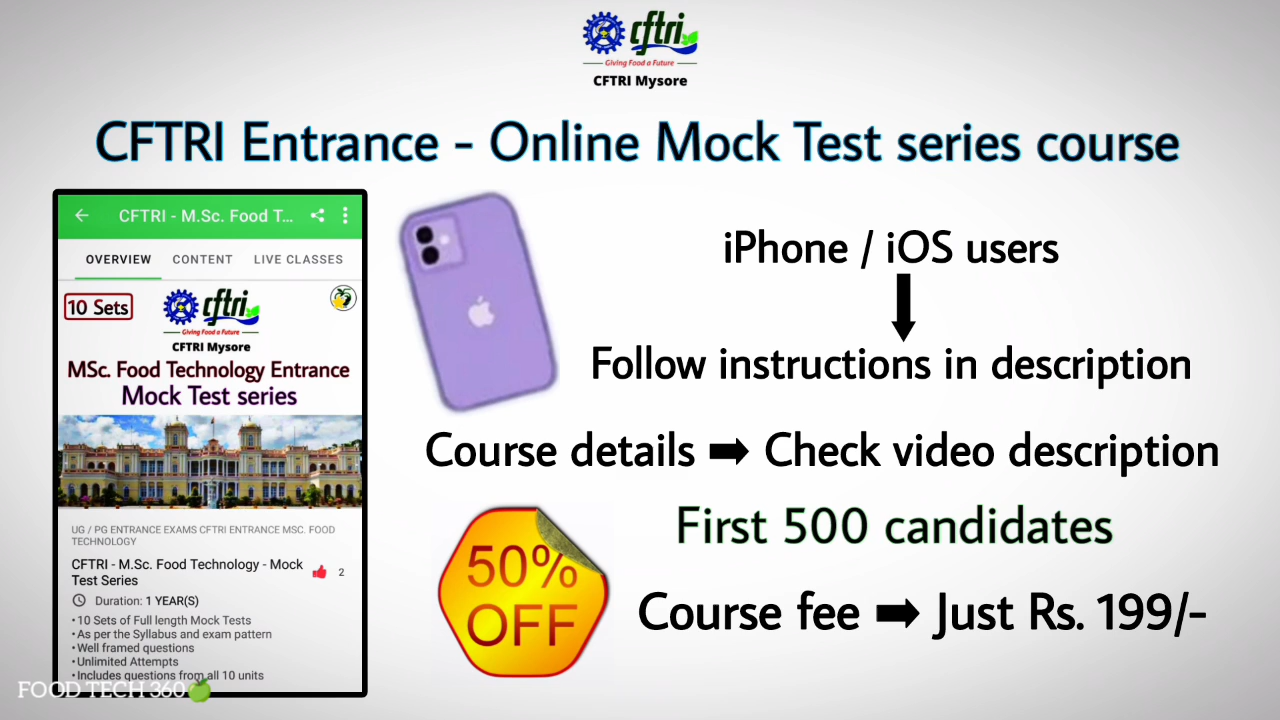 cftri
Giving Food a Future
CFTRI Mysore
CFTRI Entrance - Online Mock Test series course
CFTRI - M.Sc. Food T...
OVERVIEW CONTENT LIVE CLASSES
10 Sets
cftri
Giving Food a Future
CFTRI Mysore
MSc. Food Technology Entrance
Mock Test series
UG / PG ENTRANCE EXAMS CFTRI ENTRANCE MSC. FOOD
TECHNOLOGY
CFTRI - M.Sc. Food Technology - Mock
Test Series
2
Duration: 1 YEAR(S)
• 10 Sets of Full length Mock Tests
• As per the Syllabus and exam pattern
• Well framed questions
• Unlimited Attempts
• Includes questions from all 10 units
FOOD TECH 360
iPhone / iOS users
Follow instructions in description
Course details ➡ Check video description
50%
OFF
First 500 candidates
Course fee ➡ Just Rs. 199/-